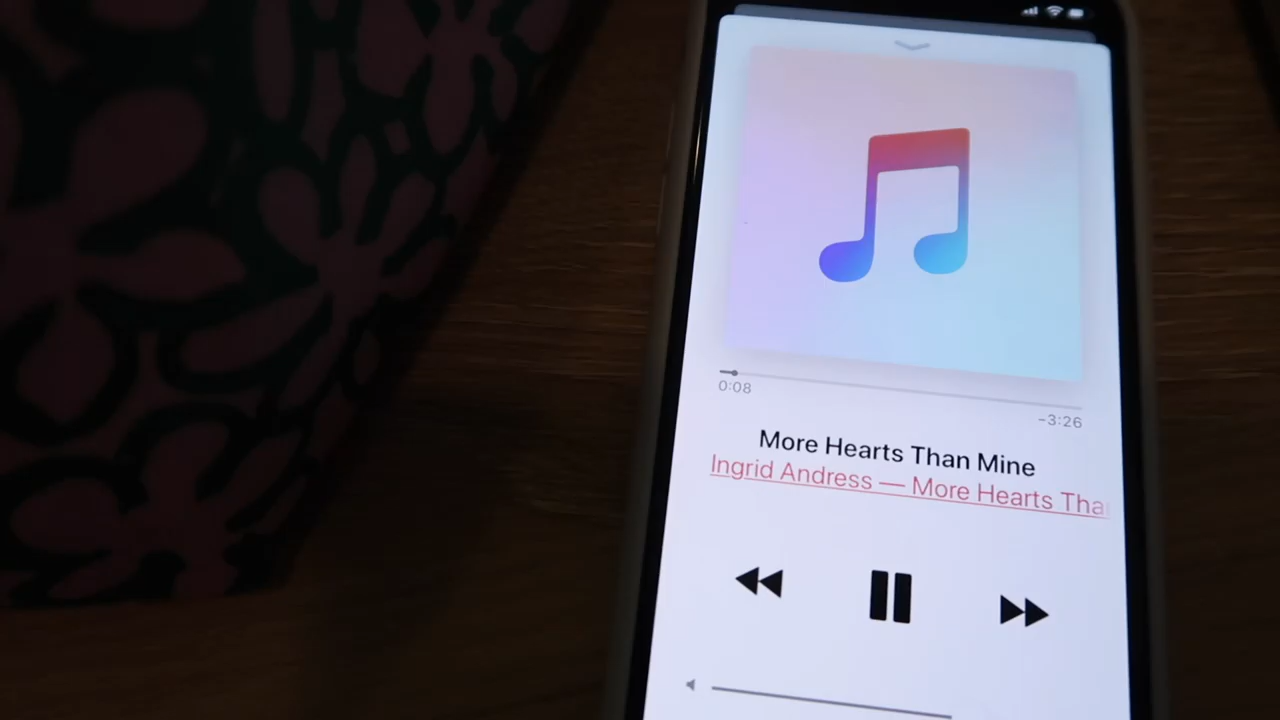 0:08
−3:26
More Hearts Than Mine
Ingrid Andress — More Hearts Tha